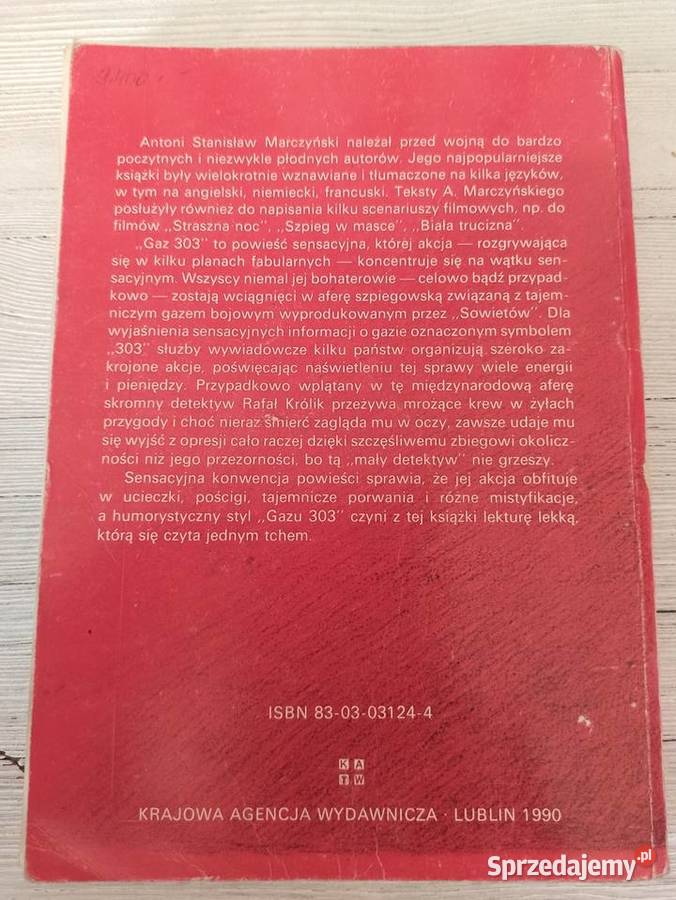 Antoni Stanisław Marczyński należał przed wojną do bardzo
poczytnych i niezwykle płodnych autorów. Jego najpopularniejsze
książki były wielokrotnie wznawiane i tłumaczone na kilka języków,
w tym na angielski, niemiecki, francuski. Teksty A. Marczyńskiego
posłużyły również do napisania kilku scenariuszy filmowych, np. do
filmów „Straszna noc", „Szpieg w masce", „Biała trucizna".
„Gaz 303" to powieść sensacyjna, której akcja — rozgrywająca
się w kilku planach fabularnych — koncentruje się na wątku sen-
sacyjnym. Wszyscy niemal jej bohaterowie — celowo bądź przypad-
kowo — zostają wciągnięci w aferę szpiegowską związaną z tajem-
niczym gazem bojowym wyprodukowanym przez „Sowietów". Dla
wyjaśnienia sensacyjnych informacji o gazie oznaczonym symbolem
„303" służby wywiadowcze kilku państw organizują szeroko za-
krojone akcje, poświęcając naświetleniu tej sprawy wiele energii
i pieniędzy. Przypadkowo wplątany w tę międzynarodową aferę
skromny detektyw Rafał Królik przeżywa mrożące krew w żyłach
przygody i choć nieraz śmierć zagląda mu w oczy, zawsze udaje mu
się wyjść z opresji cało raczej dzięki szczęśliwemu zbiegowi okolicz-
ności niż jego przezorności, bo tą „mały detektyw" nie grzeszy.
Sensacyjna konwencja powieści sprawia, że jej akcja obfituje
w ucieczki, pościgi, tajemnicze porwania i różne mistyfikacje,
a humorystyczny styl „Gazu 303" czyni z tej książki lekturę lekką,
którą się czyta jednym tchem.
ISBN 83-03-03124-4
K A
I W
KRAJOWA AGENCJA WYDAWNICZA · LUBLIN 1990
Sprzedajemy.pl